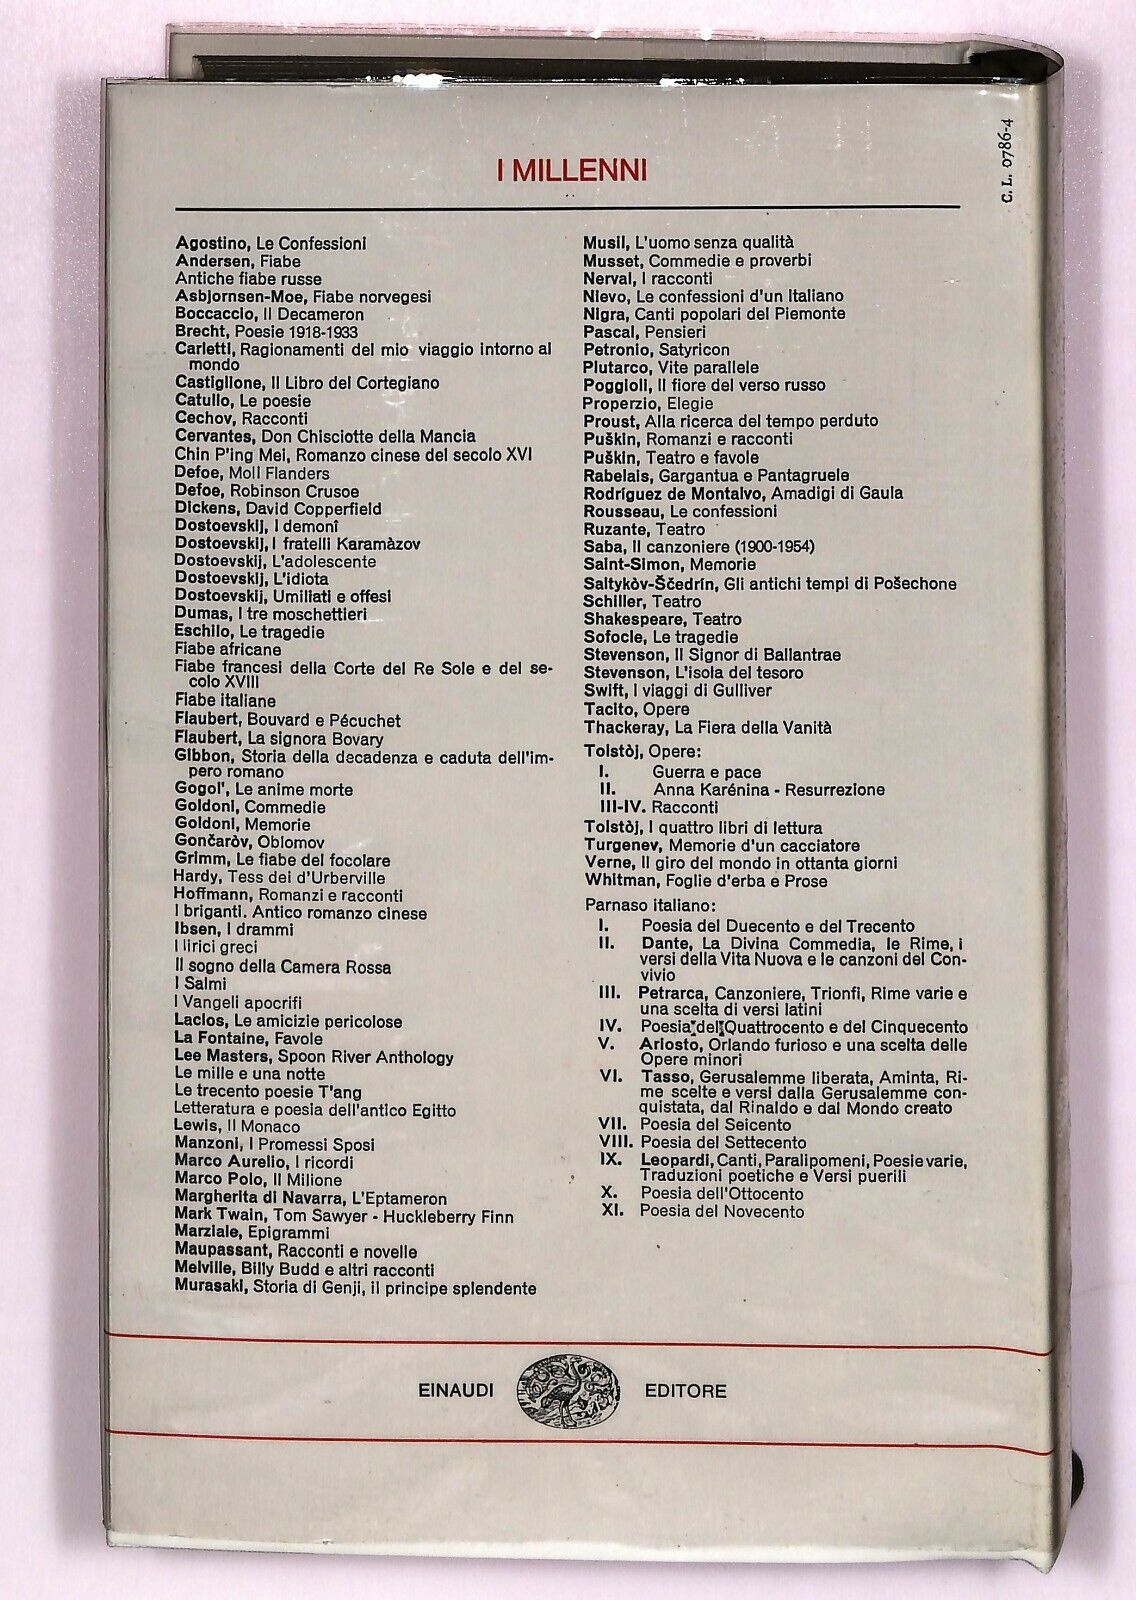 I MILLENNI
C. L. 0786-4
Agostino, Le Confessioni
Andersen, Fiabe
Antiche fiabe russe
Asbjornsen-Moe, Fiabe norvegesi
Boccaccio, Il Decameron
Brecht, Poesie 1918-1933
Carletti, Ragionamenti del mio viaggio intorno al
mondo
Castiglione, Il Libro del Cortegiano
Catullo, Le poesie
Cechov, Racconti
Cervantes, Don Chisciotte della Mancia
Chin P'ing Mei, Romanzo cinese del secolo XVI
Defoe, Moll Flanders
Defoe, Robinson Crusoe
Dickens, David Copperfield
Dostoevskij, I demonî
Dostoevskij, I fratelli Karamàzov
Dostoevskij, L'adolescente
Dostoevskij, L'idiota
Dostoevskij, Umiliati e offesi
Dumas, I tre moschettieri
Eschilo, Le tragedie
Fiabe africane
Fiabe francesi della Corte del Re Sole e del se-
colo XVIII
Fiabe italiane
Flaubert, Bouvard e Pécuchet
Flaubert, La signora Bovary
Gibbon, Storia della decadenza e caduta dell'im-
pero romano
Gogol', Le anime morte
Goldoni, Commedie
Goldoni, Memorie
Gončaròv, Oblomov
Grimm, Le fiabe del focolare
Hardy, Tess dei d'Urberville
Hoffmann, Romanzi e racconti
I briganti. Antico romanzo cinese
Ibsen, I drammi
I lirici greci
Il sogno della Camera Rossa
I Salmi
I Vangeli apocrifi
Laclos, Le amicizie pericolose
La Fontaine, Favole
Lee Masters, Spoon River Anthology
Le mille e una notte
Le trecento poesie T'ang
Letteratura e poesia dell'antico Egitto
Lewis, Il Monaco
Manzoni, I Promessi Sposi
Marco Aurelio, I ricordi
Marco Polo, Il Milione
Margherita di Navarra, L'Eptameron
Mark Twain, Tom Sawyer - Huckleberry Finn
Marziale, Epigrammi
Maupassant, Racconti e novelle
Melville, Billy Budd e altri racconti
Murasaki, Storia di Genji, il principe splendente
Musil, L'uomo senza qualità
Musset, Commedie e proverbi
Nerval, I racconti
Nievo, Le confessioni d'un Italiano
Nigra, Canti popolari del Piemonte
Pascal, Pensieri
Petronio, Satyricon
Plutarco, Vite parallele
Poggioli, Il fiore del verso russo
Properzio, Elegie
Proust, Alla ricerca del tempo perduto
Puškin, Romanzi e racconti
Puškin, Teatro e favole
Rabelais, Gargantua e Pantagruele
Rodríguez de Montalvo, Amadigi di Gaula
Rousseau, Le confessioni
Ruzante, Teatro
Saba, Il canzoniere (1900-1954)
Saint-Simon, Memorie
Saltykòv-Ščedrin, Gli antichi tempi di Pošechone
Schiller, Teatro
Shakespeare, Teatro
Sofocle, Le tragedie
Stevenson, Il Signor di Ballantrae
Stevenson, L'isola del tesoro
Swift, I viaggi di Gulliver
Tacito, Opere
Thackeray, La Fiera della Vanità
Tolstòj, Opere:
I. Guerra e pace
II. Anna Karénina - Resurrezione
III-IV. Racconti
Tolstòj, I quattro libri di lettura
Turgenev, Memorie d'un cacciatore
Verne, Il giro del mondo in ottanta giorni
Whitman, Foglie d'erba e Prose
Parnaso italiano:
I. Poesia del Duecento e del Trecento
II. Dante, La Divina Commedia, le Rime, i
versi della Vita Nuova e le canzoni del Con-
vivio
III. Petrarca, Canzoniere, Trionfi, Rime varie e
una scelta di versi latini
IV. Poesia del Quattrocento e del Cinquecento
V. Ariosto, Orlando furioso e una scelta delle
Opere minori
VI. Tasso, Gerusalemme liberata, Aminta, Ri-
me scelte e versi dalla Gerusalemme con-
quistata, dal Rinaldo e dal Mondo creato
VII. Poesia del Seicento
VIII. Poesia del Settecento
IX. Leopardi, Canti, Paralipomeni, Poesie varie,
Traduzioni poetiche e Versi puerili
X. Poesia dell'Ottocento
XI. Poesia del Novecento
EINAUDI EDITORE